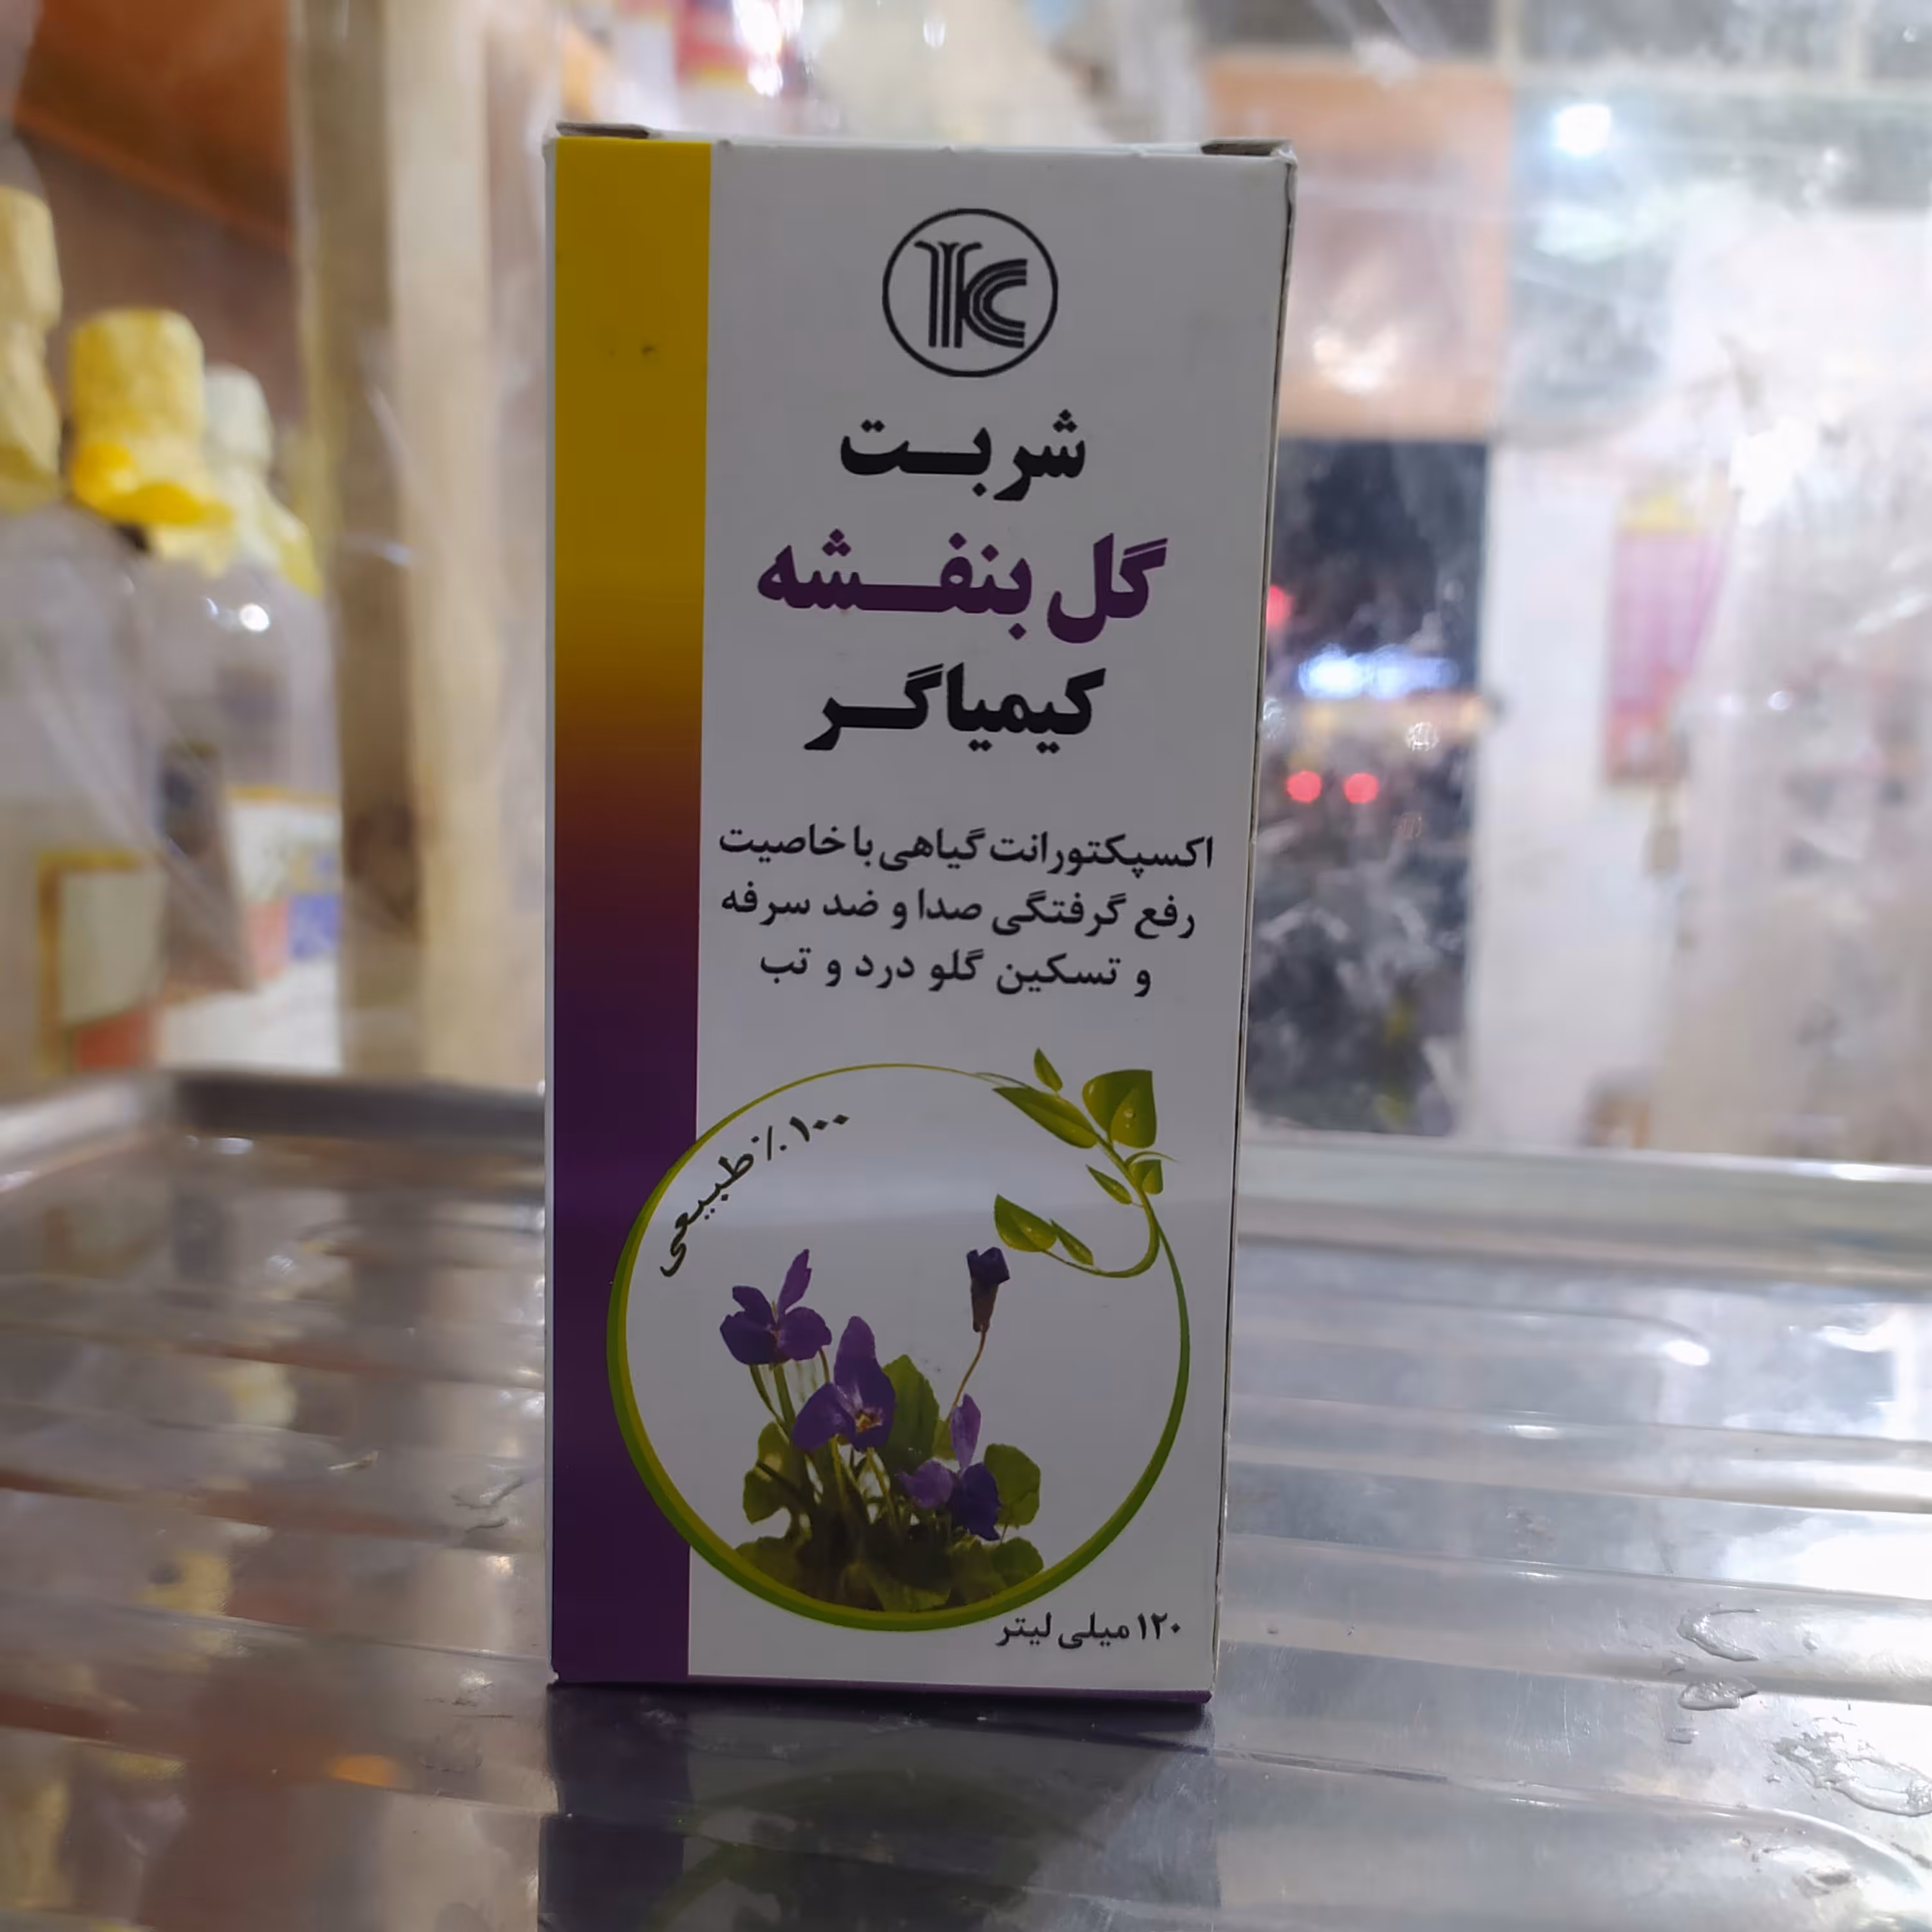 TKC
شربت
گل بنفشه
کیمیاگر
اکسپکتورانت گیاهی با خاصیت
رفع گرفتگی صدا و ضد سرفه
و تسکین گلو درد و تب
۱۰۰٪ طبیعی
۱۲۰ میلی لیتر